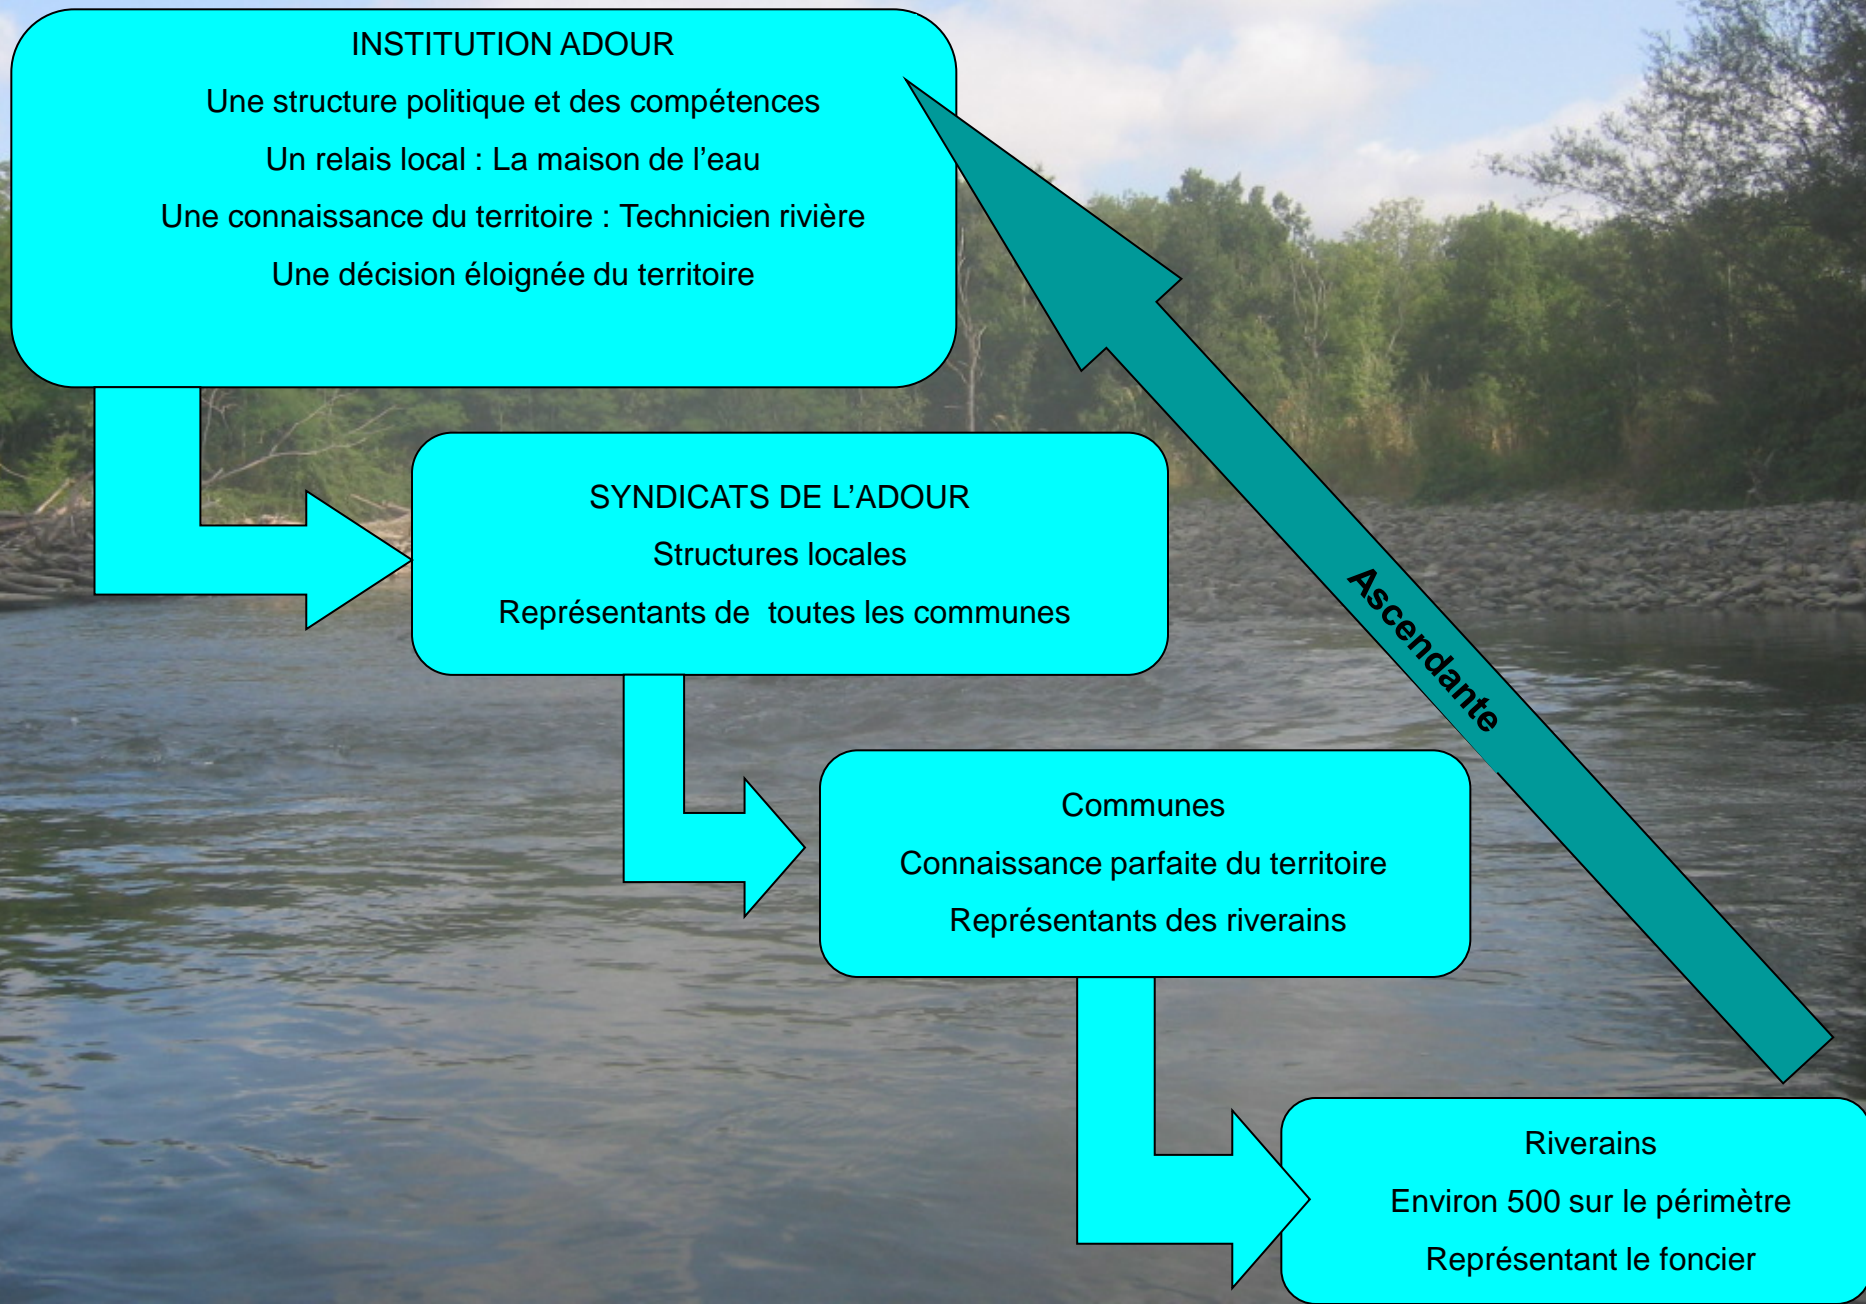 INSTITUTION ADOUR
Une structure politique et des compétences
Un relais local : La maison de l'eau
Une connaissance du territoire : Technicien rivière
Une décision éloignée du territoire
SYNDICATS DE L’ADOUR
Structures locales
Représentants de  toutes les communes
Ascendante
Communes
Connaissance parfaite du territoire
Représentants des riverains
Riverains
Environ 500 sur le périmètre
Représentant le foncier